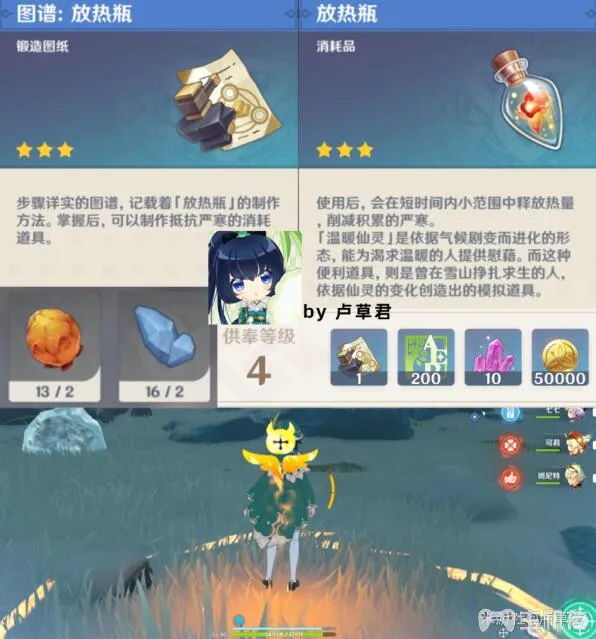 图谱：放热瓶
锻造图纸
步骤详实的图谱，记载着「放热瓶」的制作
方法。掌握后，可以制作抵抗严寒的消耗
道具。
13 / 2
16 / 2
放热瓶
消耗品
使用后，会在短时间内小范围中释放热量
，削减积累的严寒。
「温暖仙灵」是依据气候剧变而进化的形
态，能为渴求温暖的人提供慰藉。而这种
便利道具，则是曾在雪山挣扎求生的人，
依据仙灵的变化创造出的模拟道具。
by 卢草君
供奉等级
4
1
200
10
50000
七七
可莉
班尼特